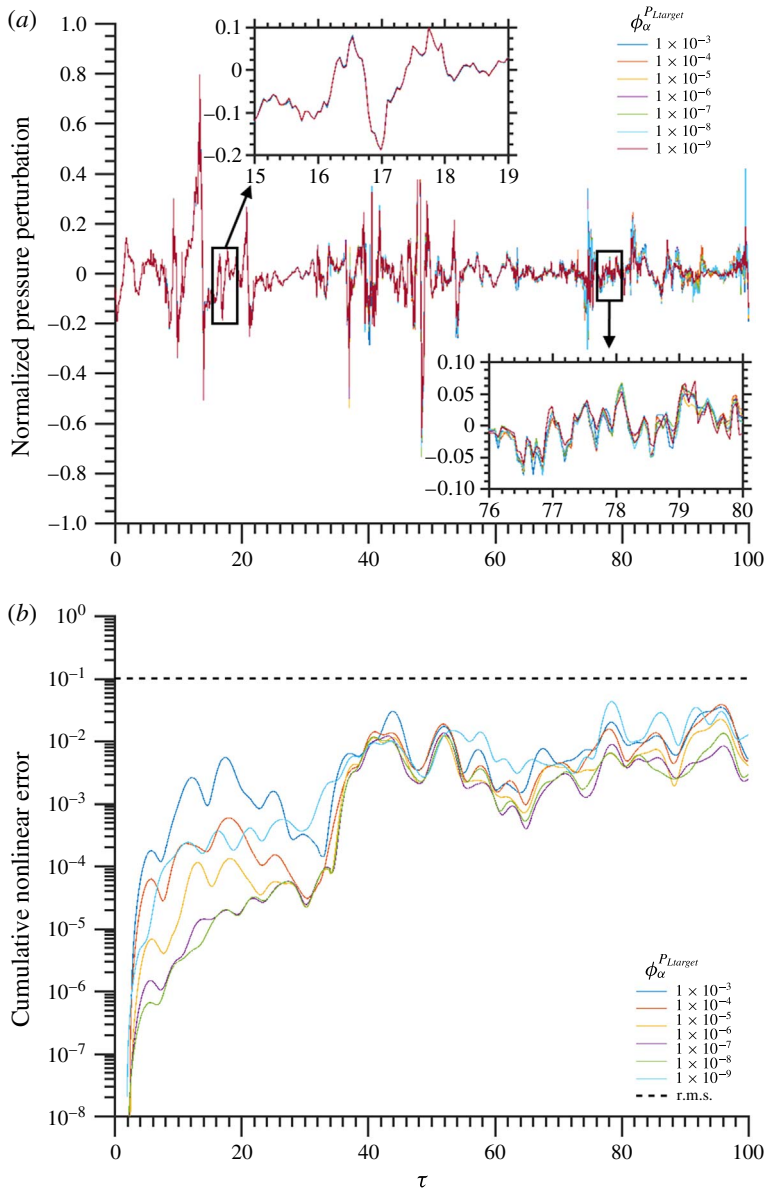 (a)
Normalized pressure perturbation
1.0
0.8
0.6
0.4
0.2
0
−0.2
−0.4
−0.6
−0.8
−1.0
0
20
40
60
80
100
0.1
0
−0.1
−0.2
15
16
17
18
19
ϕ_α^{P_{Ltarget}}
1 × 10⁻³
1 × 10⁻⁴
1 × 10⁻⁵
1 × 10⁻⁶
1 × 10⁻⁷
1 × 10⁻⁸
1 × 10⁻⁹
0.10
0.05
0
−0.05
−0.10
76
77
78
79
80
(b)
Cumulative nonlinear error
10⁰
10⁻¹
10⁻²
10⁻³
10⁻⁴
10⁻⁵
10⁻⁶
10⁻⁷
10⁻⁸
ϕ_α^{P_{Ltarget}}
1 × 10⁻³
1 × 10⁻⁴
1 × 10⁻⁵
1 × 10⁻⁶
1 × 10⁻⁷
1 × 10⁻⁸
1 × 10⁻⁹
r.m.s.
0
20
40
60
80
100
τ